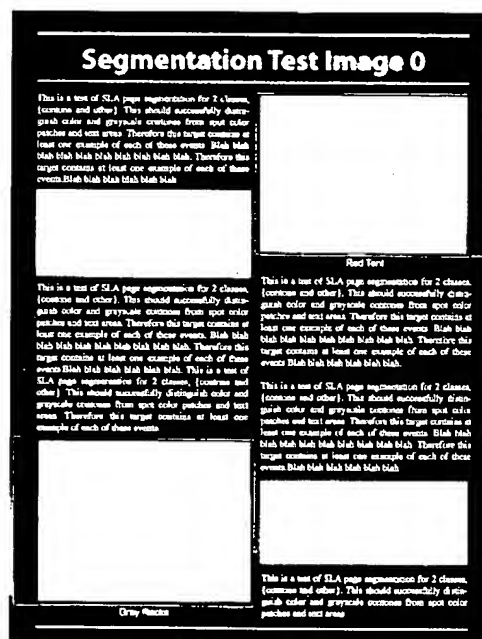 Segmentation Test Image 0
This is a test of SLA page segmentation for 2 classes,
{contone and other}. This should successfully distin-
guish color and grayscale contones from spot color
patches and text areas. Therefore this target contains at
least one example of each of these events. Blah blah
blah blah blah blah blah blah blah. Therefore this
target contains at least one example of each of these
events.Blah blah blah blah blah blah
This is a test of SLA page segmentation for 2 classes,
{contone and other}. This should successfully distin-
guish color and grayscale contones from spot color
patches and text areas. Therefore this target contains at
least one example of each of these events. Blah blah
blah blah blah blah blah blah blah. Therefore this
target contains at least one example of each of these
events.Blah blah blah blah blah blah. This is a test of
SLA page segmentation for 2 classes, {contone and
other}. This should successfully distinguish color and
grayscale contones from spot color patches and text
areas. Therefore this target contains at least one
example of each of these events
Gray
Red Tent
This is a test of SLA page segmentation for 2 classes,
{contone and other}. This should successfully distin-
guish color and grayscale contones from spot color
patches and text areas. Therefore this target contains at
least one example of each of these events. Blah blah
blah blah blah blah blah blah blah. Therefore this
target contains at least one example of each of these
events.Blah blah blah blah blah blah
This is a test of SLA page segmentation for 2 classes,
{contone and other}. This should successfully distin-
guish color and grayscale contones from spot color
patches and text areas. Therefore this target contains at
least one example of each of these events. Blah blah
blah blah blah blah blah blah blah. Therefore this
target contains at least one example of each of these
events.Blah blah blah blah blah blah
This is a test of SLA page segmentation for 2 classes,
{contone and other}. This should successfully distin-
guish color and grayscale contones from spot color
patches and text areas